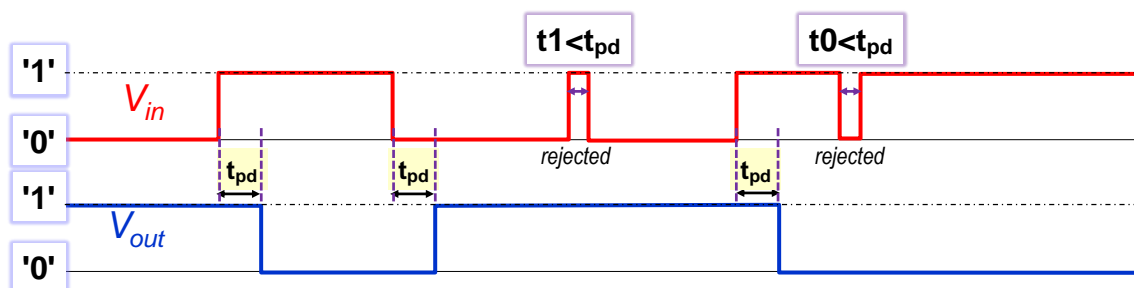 t1<tpd
t0<tpd
'1'
Vin
'0'
rejected
rejected
tpd
tpd
tpd
'1'
Vout
'0'